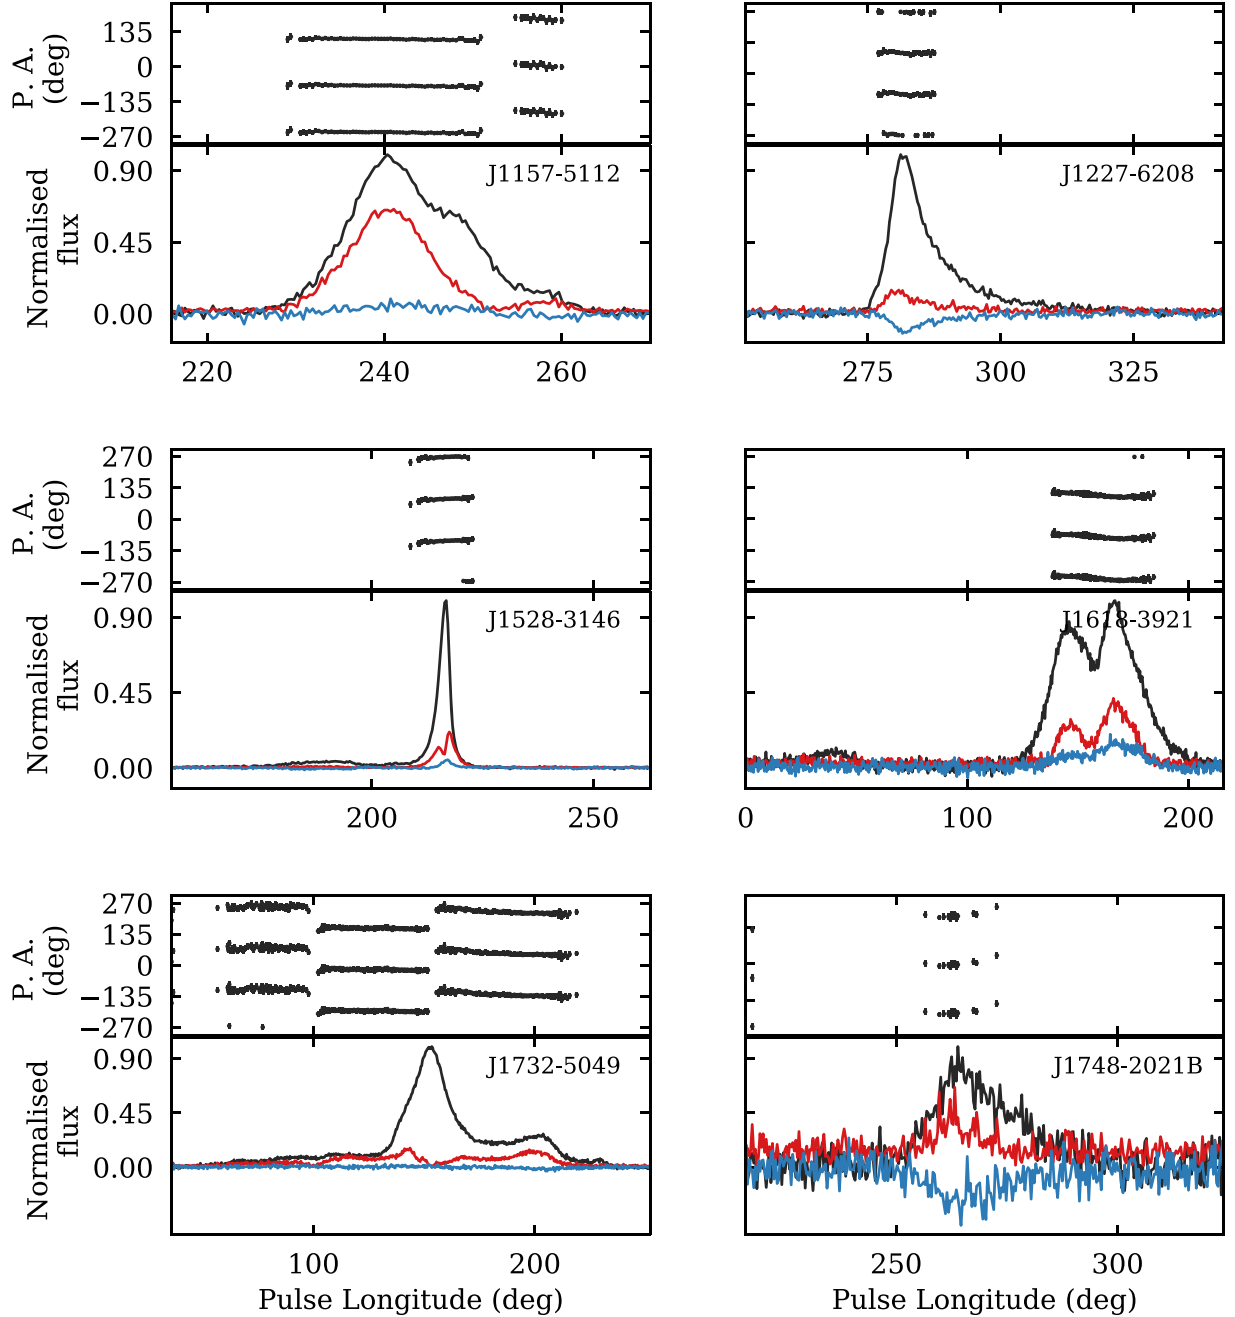 P. A.
(deg)
135
0
−135
−270
Normalised
flux
0.90
0.45
0.00
J1157-5112
J1227-6208
220
240
260
275
300
325
P. A.
(deg)
270
135
0
−135
−270
Normalised
flux
0.90
0.45
0.00
J1528-3146
J1618-3921
200
250
0
100
200
P. A.
(deg)
270
135
0
−135
−270
Normalised
flux
0.90
0.45
0.00
J1732-5049
J1748-2021B
100
200
250
300
Pulse Longitude (deg)
Pulse Longitude (deg)